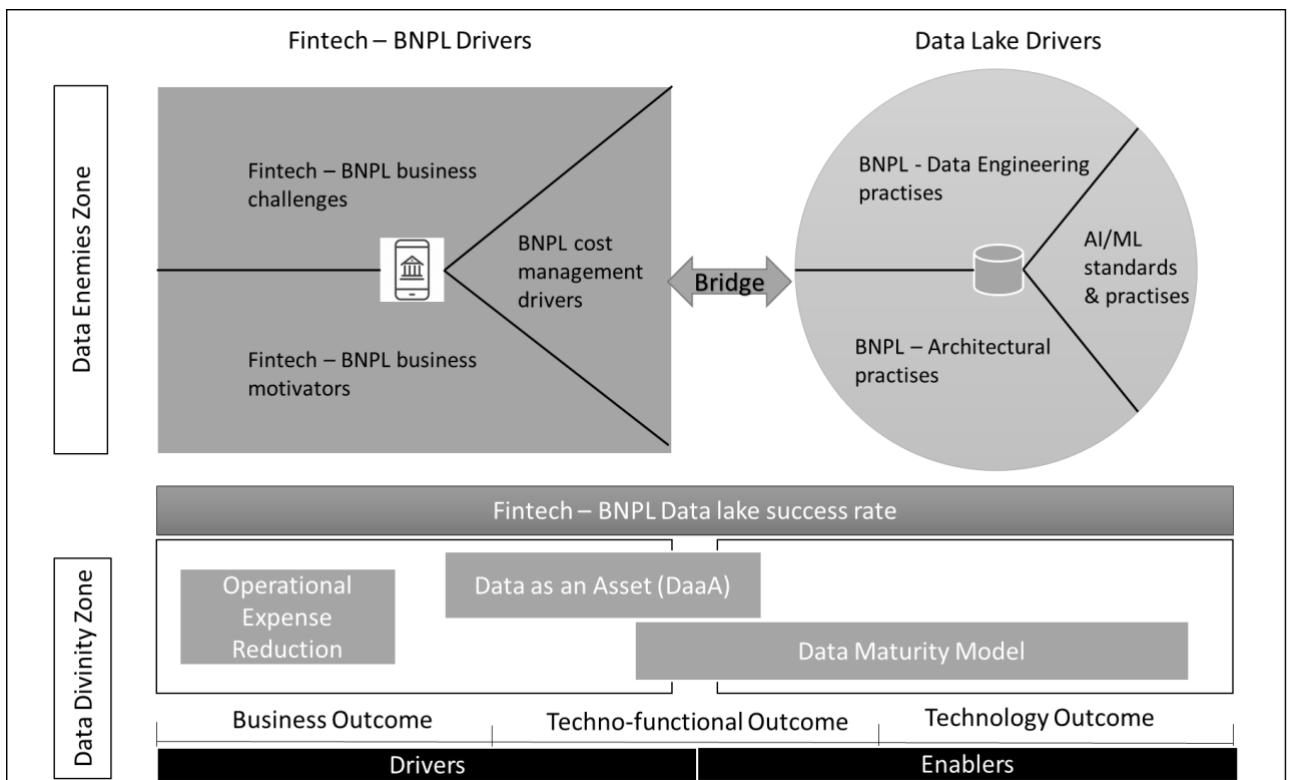 Fintech – BNPL Drivers
Data Lake Drivers
Data Enemies Zone
Fintech – BNPL business
challenges
BNPL cost
management
drivers
Fintech – BNPL business
motivators
Bridge
BNPL - Data Engineering
practises
AI/ML
standards
& practises
BNPL – Architectural
practises
Fintech – BNPL Data lake success rate
Data Divinity Zone
Operational
Expense
Reduction
Data as an Asset (DaaA)
Data Maturity Model
Business Outcome
Techno-functional Outcome
Technology Outcome
Drivers
Enablers